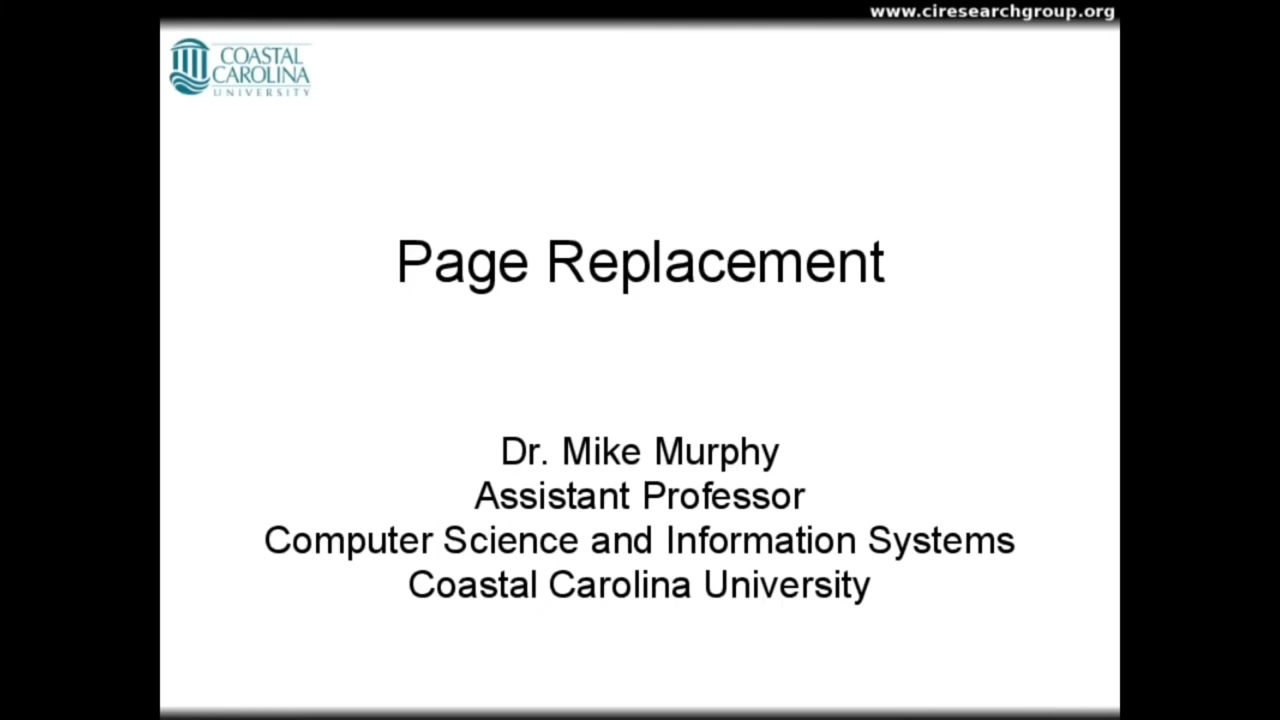 www.ciresearchgroup.org
COASTAL
CAROLINA
UNIVERSITY
Page Replacement
Dr. Mike Murphy
Assistant Professor
Computer Science and Information Systems
Coastal Carolina University